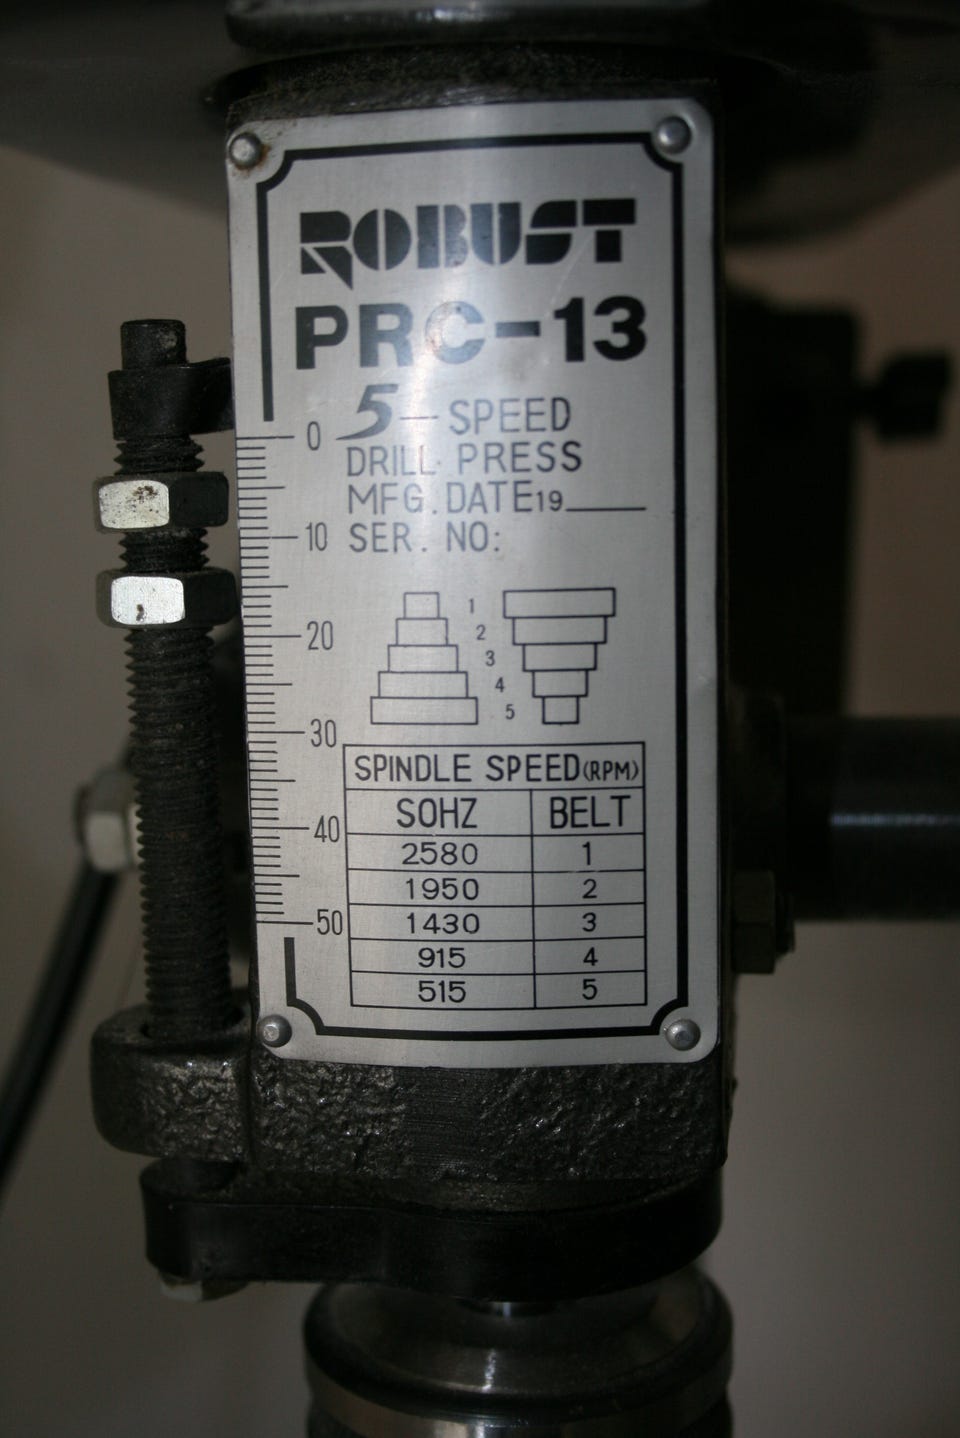 ROBUST
PRC-13
5-SPEED
DRILL PRESS
MFG. DATE 19
SER. NO:
0
10
20
30
40
50
1
2
3
4
5
SPINDLE SPEED (RPM)
SOHZ BELT
2580 1
1950 2
1430 3
915 4
515 5